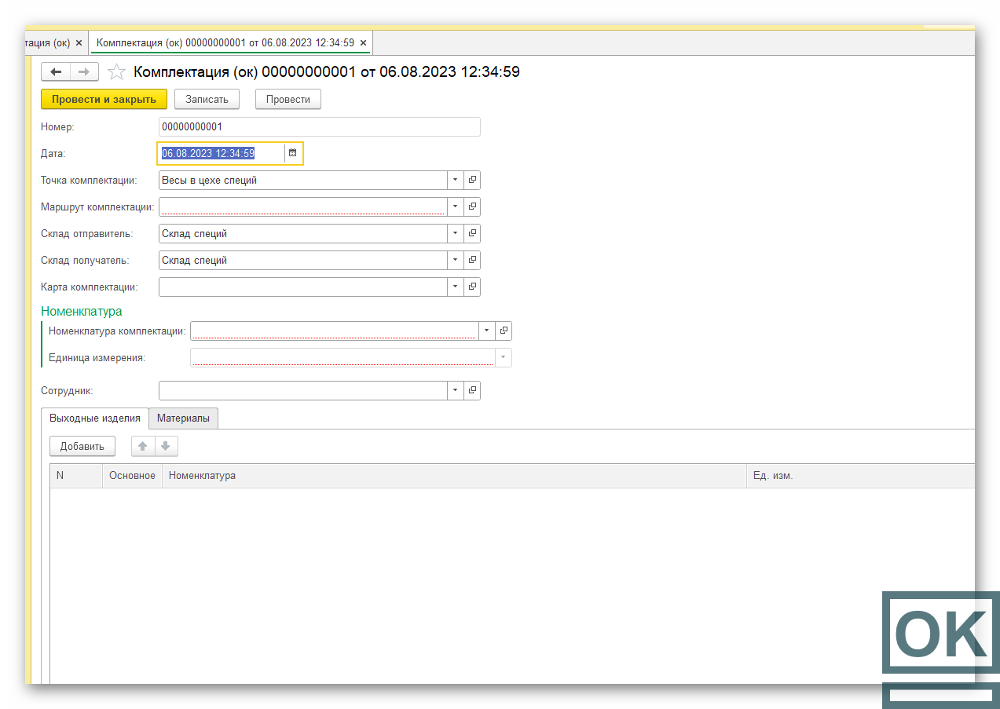 тация (ок) × Комплектация (ок) 00000000001 от 06.08.2023 12:34:59 ×
Комплектация (ок) 00000000001 от 06.08.2023 12:34:59
Провести и закрыть Записать Провести
Номер: 00000000001
Дата: 06.08.2023 12:34:59
Точка комплектации: Весы в цехе специй
Маршрут комплектации:
Склад отправитель: Склад специй
Склад получатель: Склад специй
Карта комплектации:
Номенклатура
Номенклатура комплектации:
Единица измерения:
Сотрудник:
Выходные изделия Материалы
Добавить
N Основное Номенклатура Ед. изм.
OK